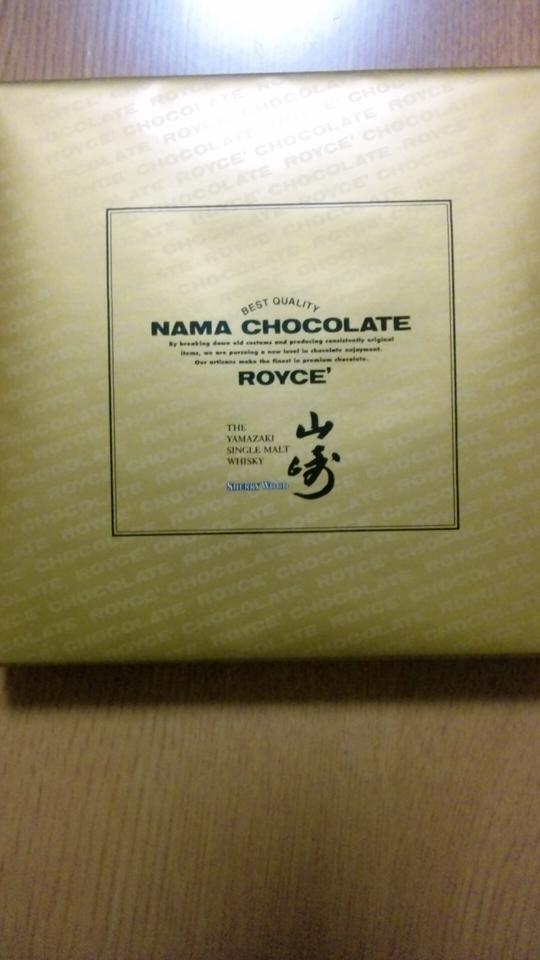 BEST QUALITY
NAMA CHOCOLATE
By breaking down old customs and producing consistently original
items, we are pursuing a new level in chocolate enjoyment.
Our artisans make the finest in premium chocolate.
ROYCE'
THE
YAMAZAKI
SINGLE MALT
WHISKY
SHERRY WOOD
山崎